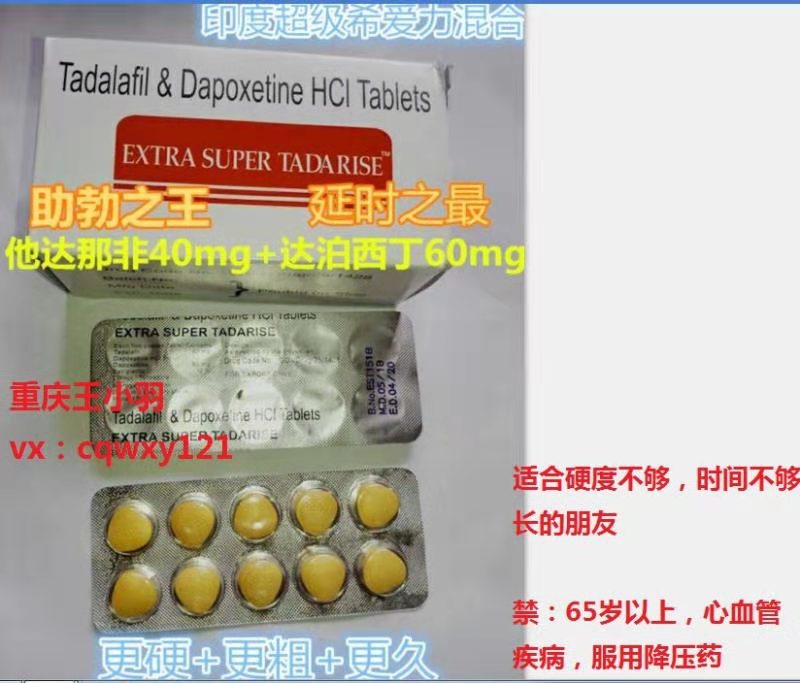 印度超级希爱力混合
Tadalafil & Dapoxetine HCl Tablets
EXTRA SUPER TADARISE™
助勃之王 延时之最
他达那非40mg+达泊西丁60mg
EXTRA SUPER TADARISE
B.No.EST151B
M.D.05/18
E.D.04/20
重庆王小羽
Tadalafil & Dapoxetine HCl Tablets
vx：cqwxy121
EXTRA SUPER TADARISE
适合硬度不够，时间不够
长的朋友
禁：65岁以上，心血管
疾病，服用降压药
更硬+更粗+更久